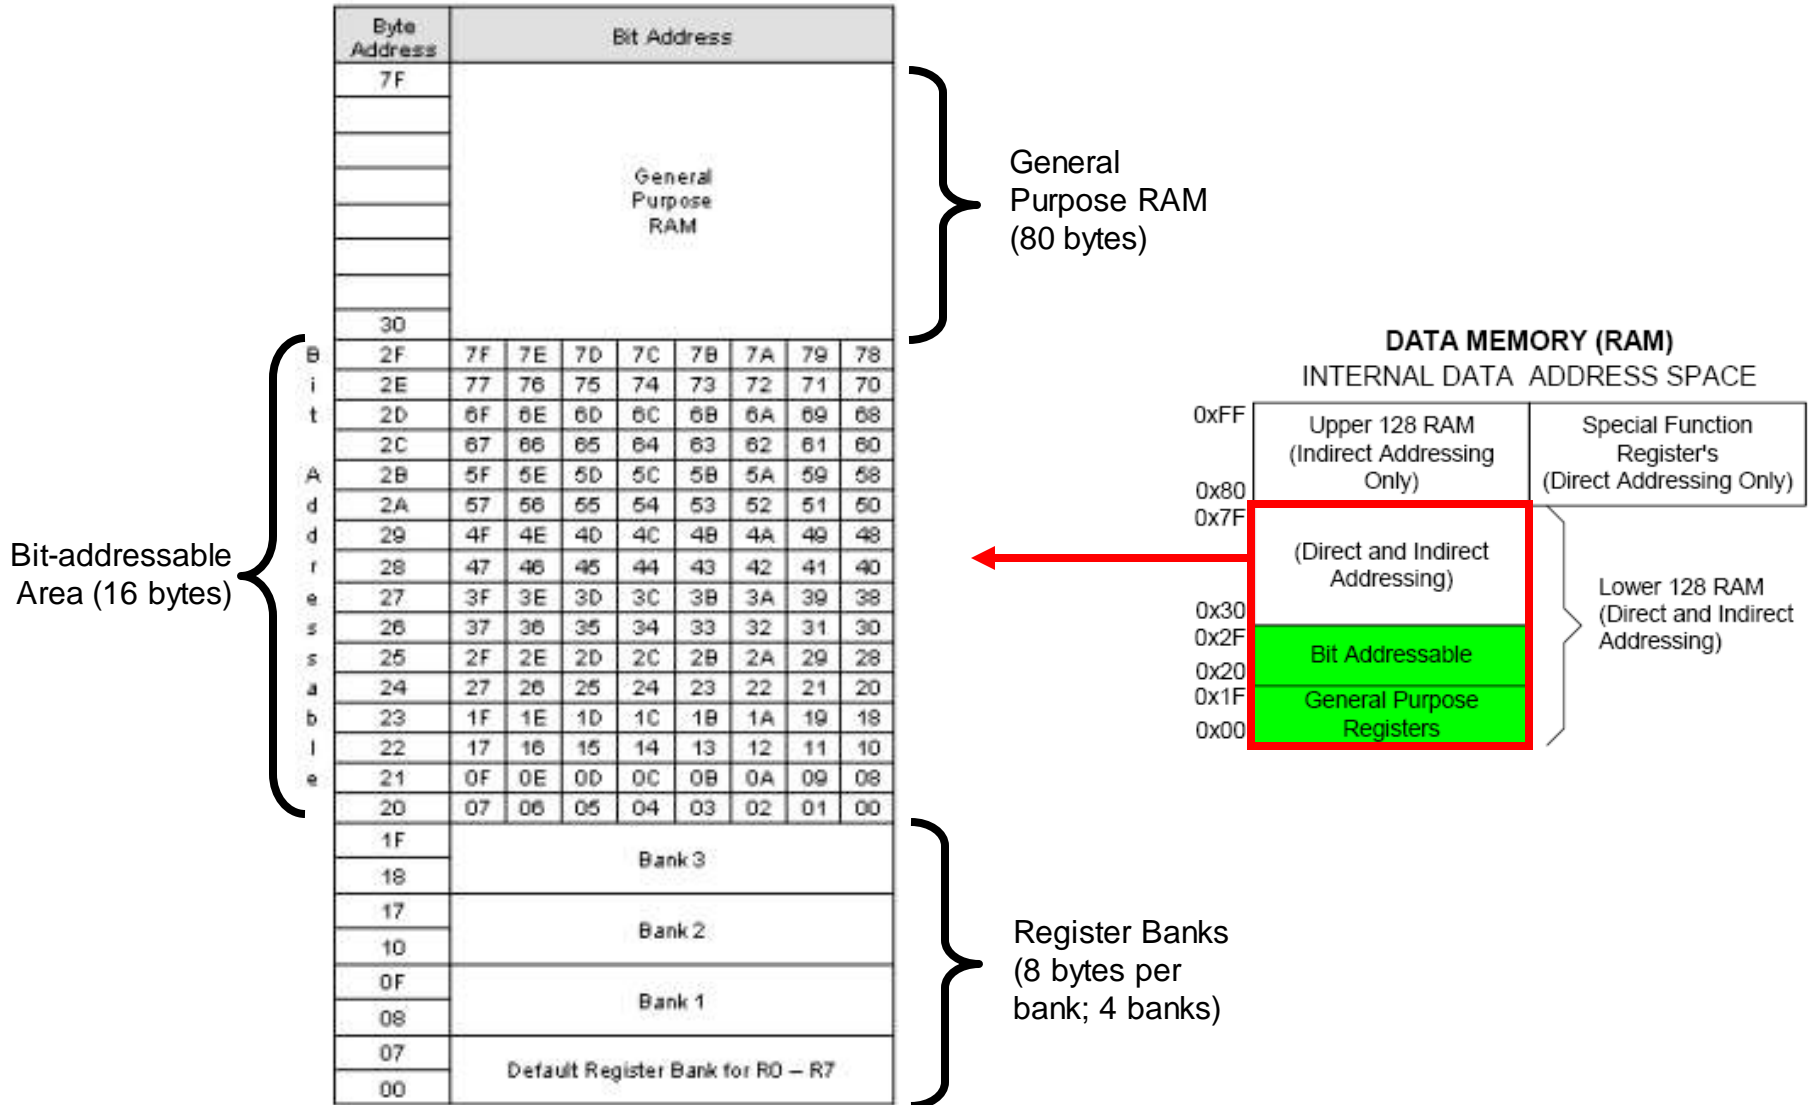 Byte Address
Bit Address
7F
General
Purpose
RAM
30
2F 7F 7E 7D 7C 7B 7A 79 78
2E 77 76 75 74 73 72 71 70
2D 6F 6E 6D 6C 6B 6A 69 68
2C 67 66 65 64 63 62 61 60
2B 5F 5E 5D 5C 5B 5A 59 58
2A 57 56 55 54 53 52 51 50
29 4F 4E 4D 4C 4B 4A 49 48
28 47 46 45 44 43 42 41 40
27 3F 3E 3D 3C 3B 3A 39 38
26 37 36 35 34 33 32 31 30
25 2F 2E 2D 2C 2B 2A 29 28
24 27 26 25 24 23 22 21 20
23 1F 1E 1D 1C 1B 1A 19 18
22 17 16 15 14 13 12 11 10
21 0F 0E 0D 0C 0B 0A 09 08
20 07 06 05 04 03 02 01 00
1F
Bank 3
18
17
Bank 2
10
0F
Bank 1
08
07
Default Register Bank for R0 – R7
00
Bit Addressable
Bit-addressable
Area (16 bytes)
General
Purpose RAM
(80 bytes)
Register Banks
(8 bytes per
bank; 4 banks)
DATA MEMORY (RAM)
INTERNAL DATA ADDRESS SPACE
0xFF
Upper 128 RAM
(Indirect Addressing
Only)
Special Function
Register's
(Direct Addressing Only)
0x80
0x7F
(Direct and Indirect
Addressing)
0x30
0x2F
Bit Addressable
0x20
0x1F
General Purpose
Registers
0x00
Lower 128 RAM
(Direct and Indirect
Addressing)